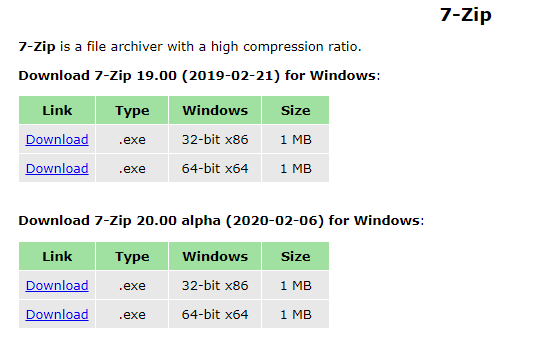 7-Zip
7-Zip is a file archiver with a high compression ratio.
Download 7-Zip 19.00 (2019-02-21) for Windows:
Link Type Windows Size
Download .exe 32-bit x86 1 MB
Download .exe 64-bit x64 1 MB
Download 7-Zip 20.00 alpha (2020-02-06) for Windows:
Link Type Windows Size
Download .exe 32-bit x86 1 MB
Download .exe 64-bit x64 1 MB